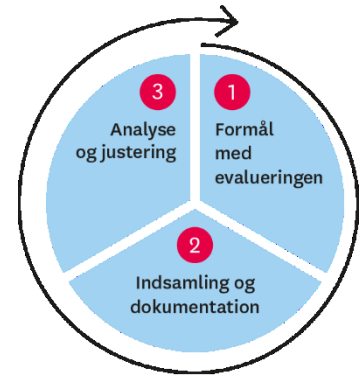 1
Formål
med
evalueringen
2
Indsamling og
dokumentation
3
Analyse
og justering